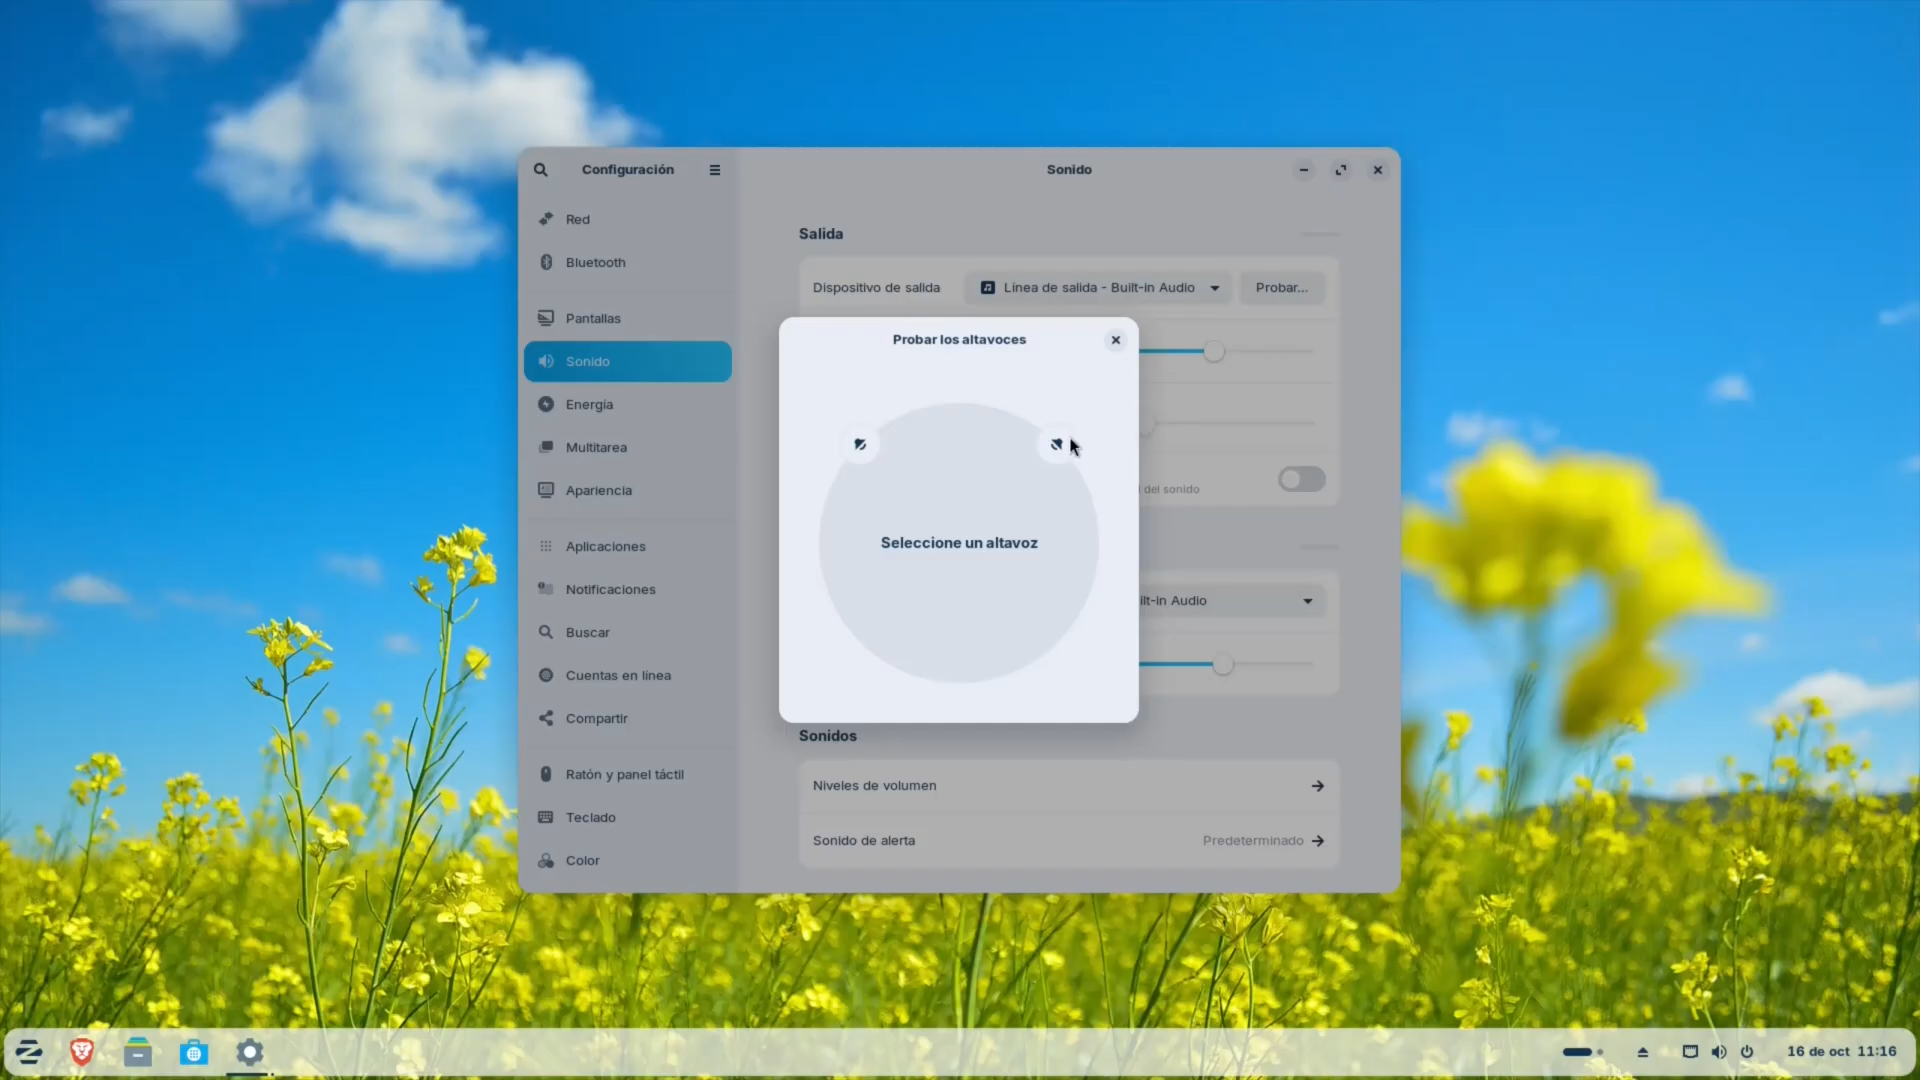 Configuración
Sonido
Red
Bluetooth
Pantallas
Sonido
Energía
Multitarea
Apariencia
Aplicaciones
Notificaciones
Buscar
Cuentas en línea
Compartir
Ratón y panel táctil
Teclado
Color
Salida
Dispositivo de salida
Línea de salida - Built-in Audio
Probar...
Probar los altavoces
Seleccione un altavoz
del sonido
ilt-in Audio
Sonidos
Niveles de volumen
Sonido de alerta
Predeterminado
16 de oct 11:16